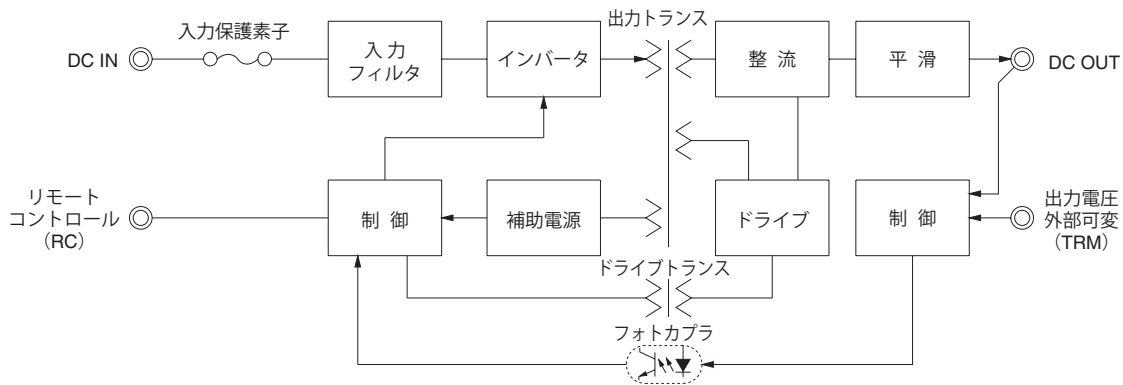 出力トランス
入力保護素子
DC IN
入 力
フィルタ
インバータ
整 流
平 滑
DC OUT
リモート
コントロール
（RC）
制 御
補助電源
ドライブ
制 御
出力電圧
外部可変
（TRM）
ドライブトランス
フォトカプラ